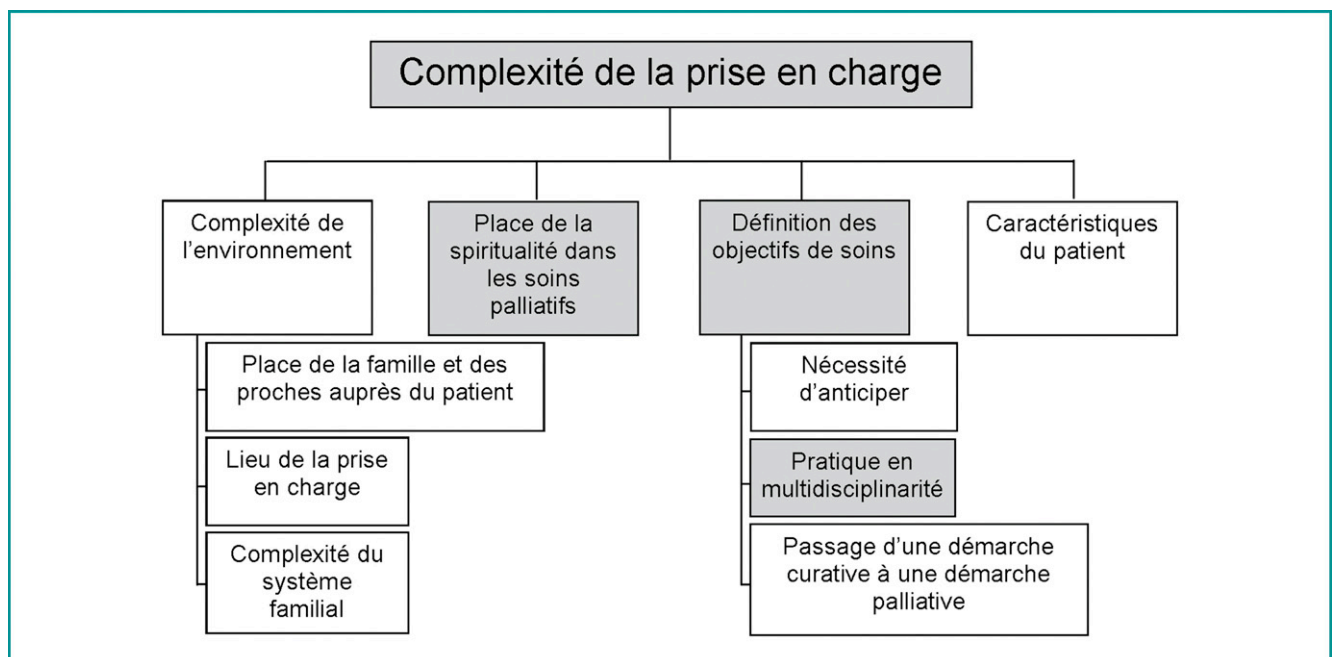 Complexité de la prise en charge
Complexité de
l'environnement
Place de la
spiritualité dans
les soins
palliatifs
Définition des
objectifs de soins
Caractéristiques
du patient
Place de la famille et des
proches auprès du patient
Lieu de la prise
en charge
Complexité du
système
familial
Nécessité
d'anticiper
Pratique en
multidisciplinarité
Passage d'une démarche
curative à une démarche
palliative